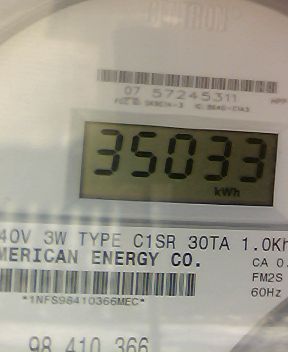 07 57245311
35033
kWh
40V 3W TYPE C1SR 30TA 1.0Kh
MERICAN ENERGY CO.
CA 0.
FM2S
60Hz
*1NFS98410366MEC*
98 410 366